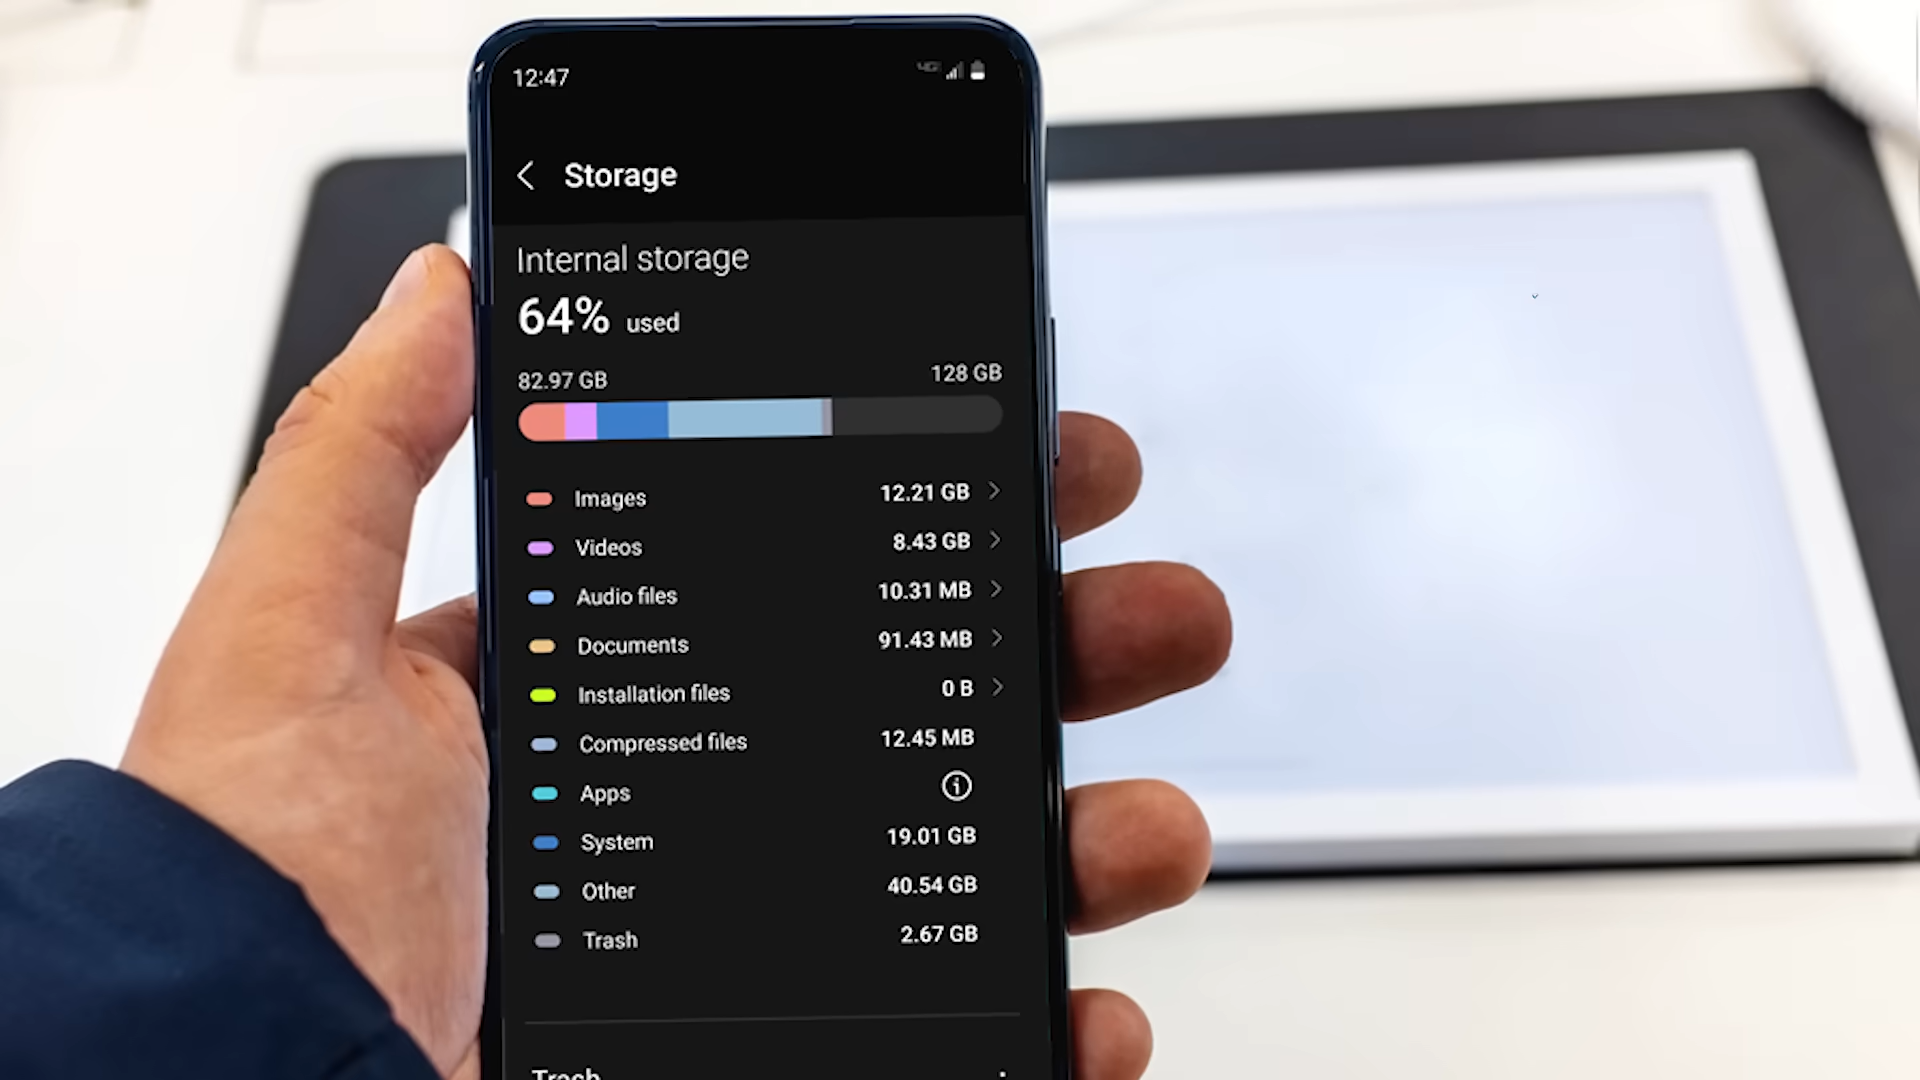 12:47
Storage
Internal storage
64% used
82.97 GB 128 GB
Images 12.21 GB
Videos 8.43 GB
Audio files 10.31 MB
Documents 91.43 MB
Installation files 0 B
Compressed files 12.45 MB
Apps
System 19.01 GB
Other 40.54 GB
Trash 2.67 GB
Trash